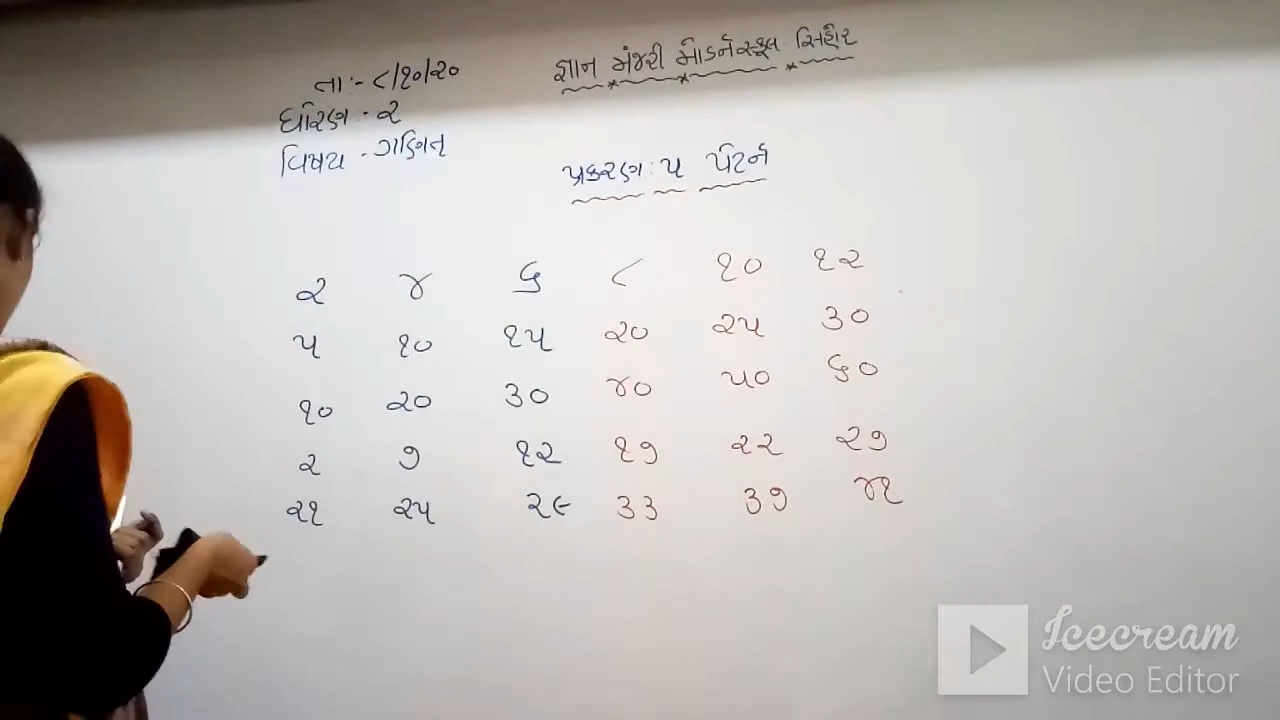 તા:- ૮/૧૦/૨૦
જ્ઞાન મંજરી મોડર્ન સ્કૂલ સિહોર
ધોરણ - ૨
વિષય - ગણિત
પ્રકરણ : ૫ પેટર્ન
૨ ૪ ૬ ૮ ૧૦ ૧૨
૫ ૧૦ ૧૫ ૨૦ ૨૫ ૩૦
૧૦ ૨૦ ૩૦ ૪૦ ૫૦ ૬૦
૨ ૭ ૧૨ ૧૭ ૨૨ ૨૭
૨૧ ૨૫ ૨૯ ૩૩ ૩૭ ૪૧
Icecream
Video Editor